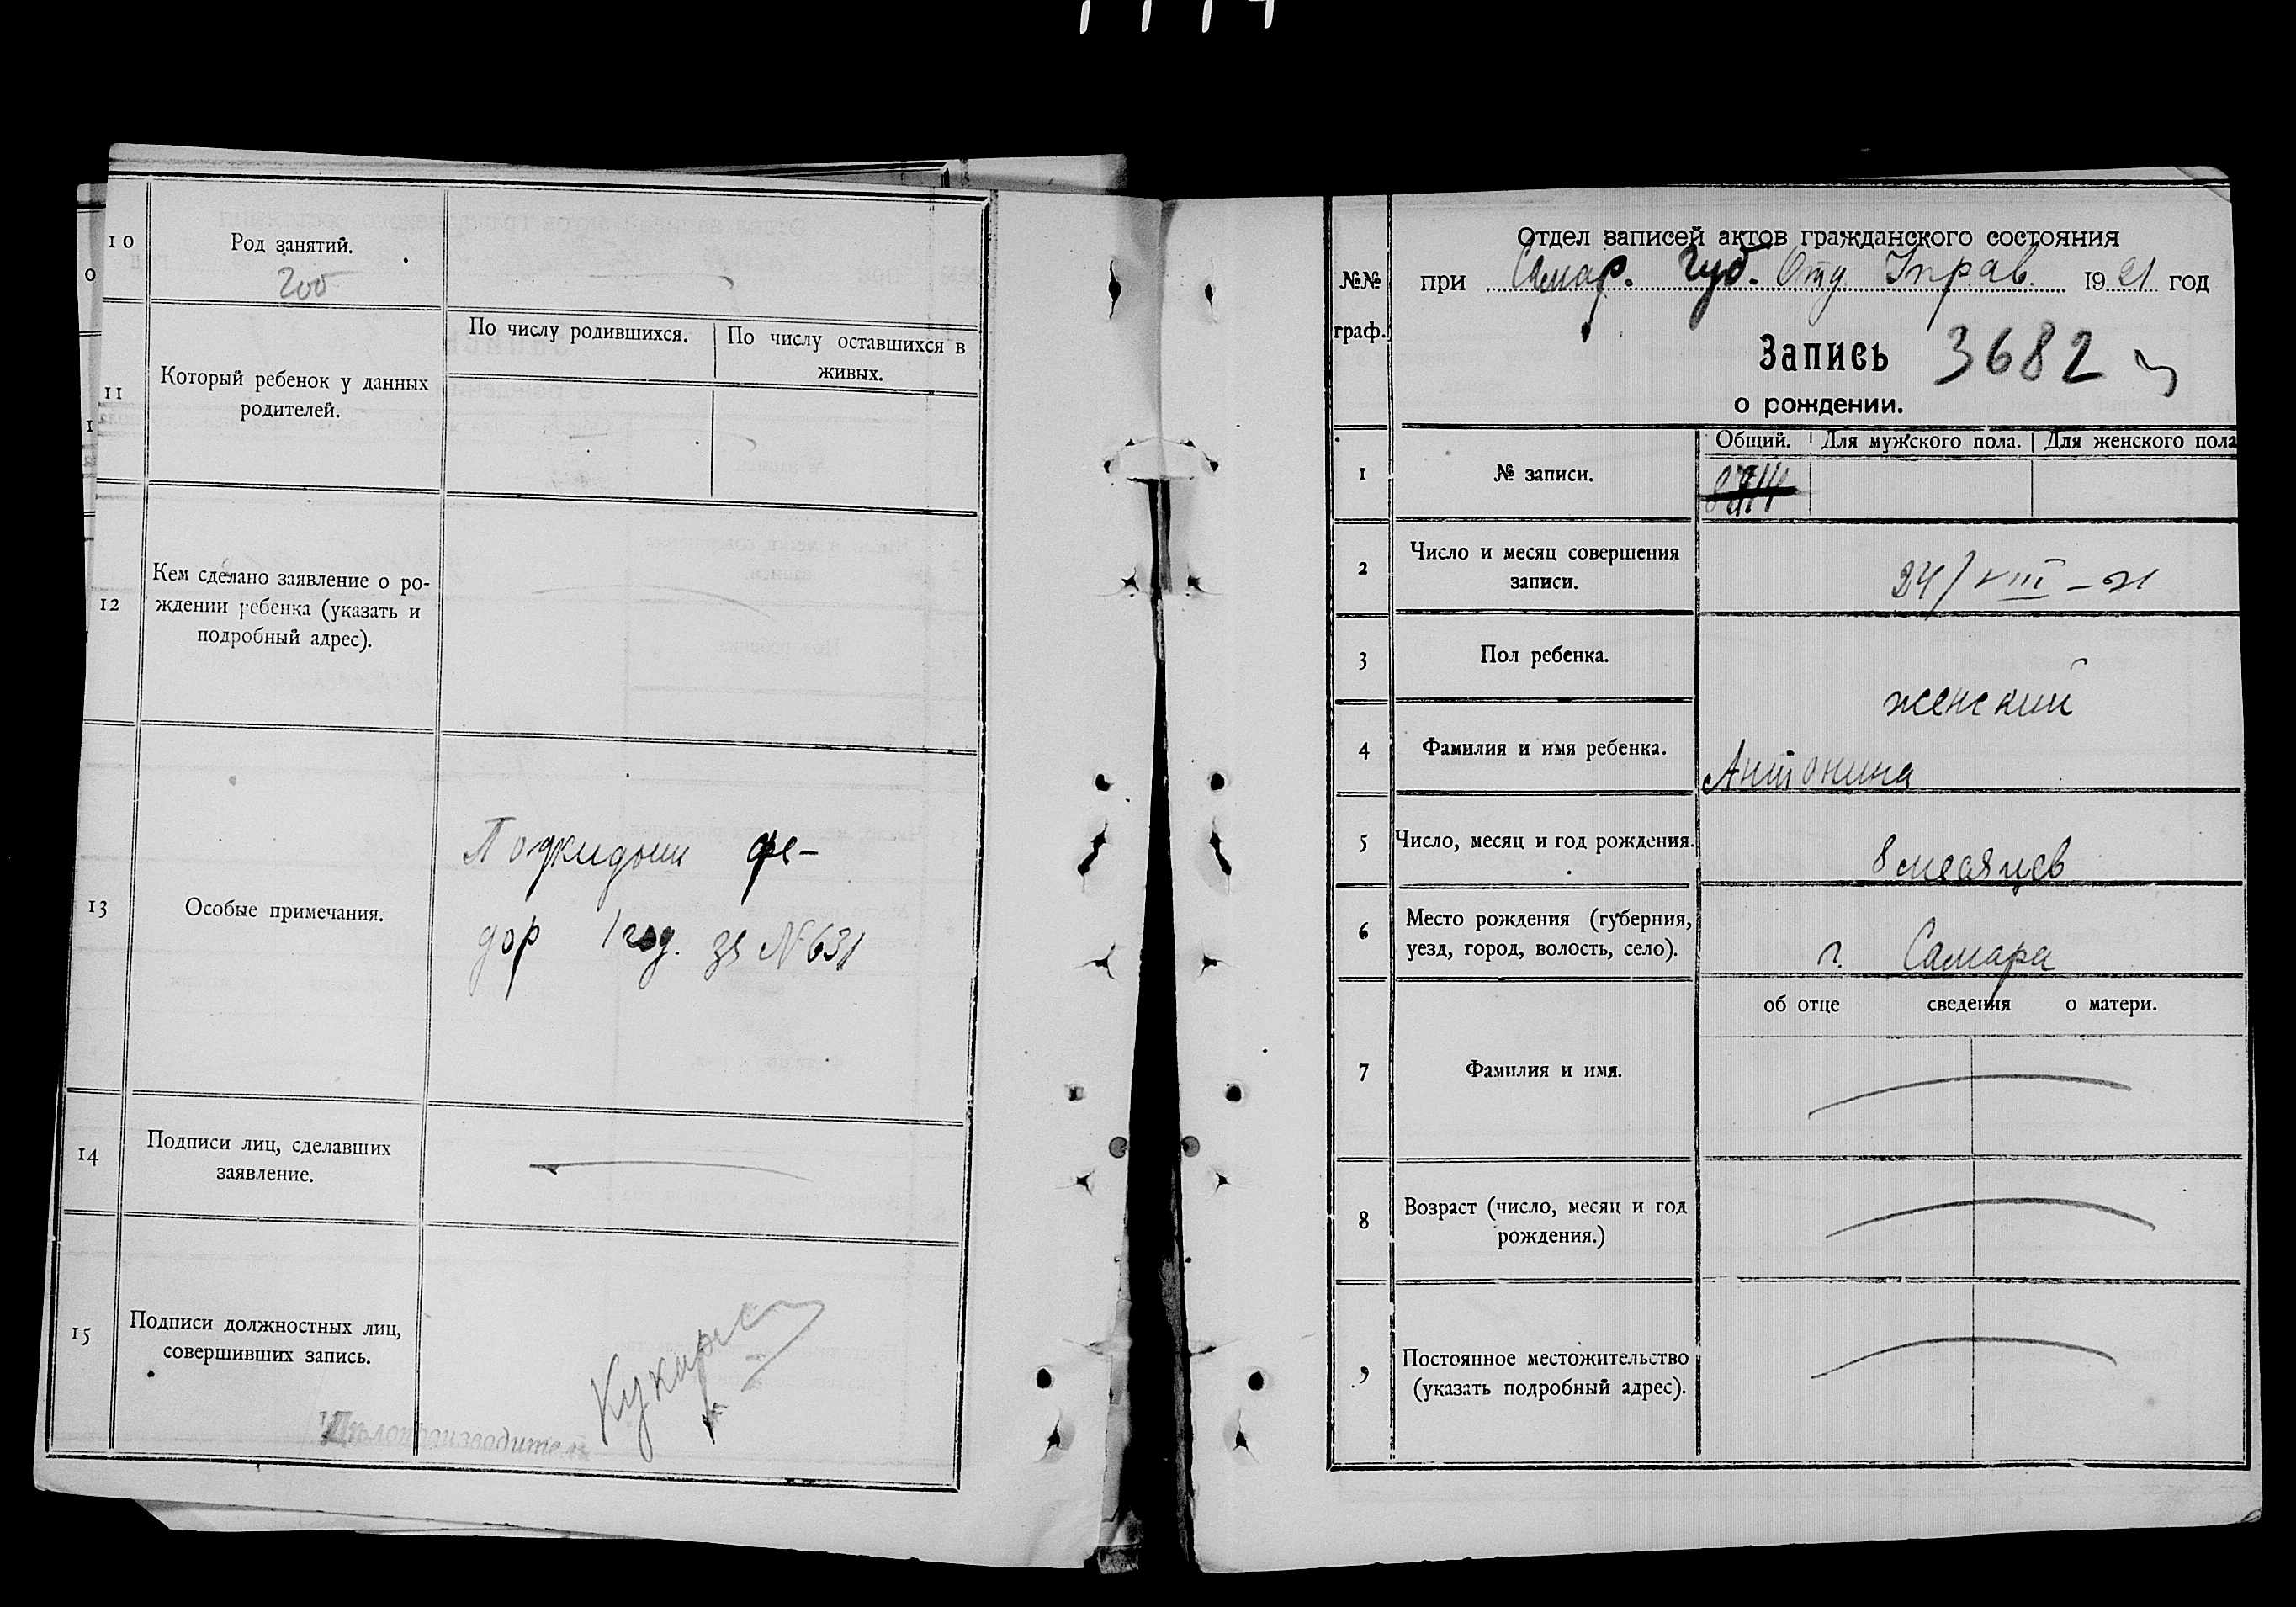 10
Род занятий.
По числу родившихся.
По числу оставшихся в
живых.
11
Который ребенок у данных
родителей.
12
Кем сделано заявление о ро-
ждении ребенка (указать и
подробный адрес).
13
Особые примечания.
Подкидыш Фе-
дор 1 год. за № 631
14
Подписи лиц, сделавших
заявление.
15
Подписи должностных лиц,
совершивших запись.
Делопроизводитель
№№
граф.
Отдел записей актов гражданского состояния
при Самар. Губ. Отд. Управ. 1921 год
Запись 3682
о рождении.
Общий. Для мужского пола. Для женского пола
1
№ записи.
2
Число и месяц совершения
записи.
24/VIII – 21
3
Пол ребенка.
женский
4
Фамилия и имя ребенка.
Антонина
5
Число, месяц и год рождения.
8 месяцев
6
Место рождения (губерния,
уезд, город, волость, село).
г. Самара
об отце сведения о матери.
7
Фамилия и имя.
8
Возраст (число, месяц и год
рождения.)
9
Постоянное местожительство
(указать подробный адрес).